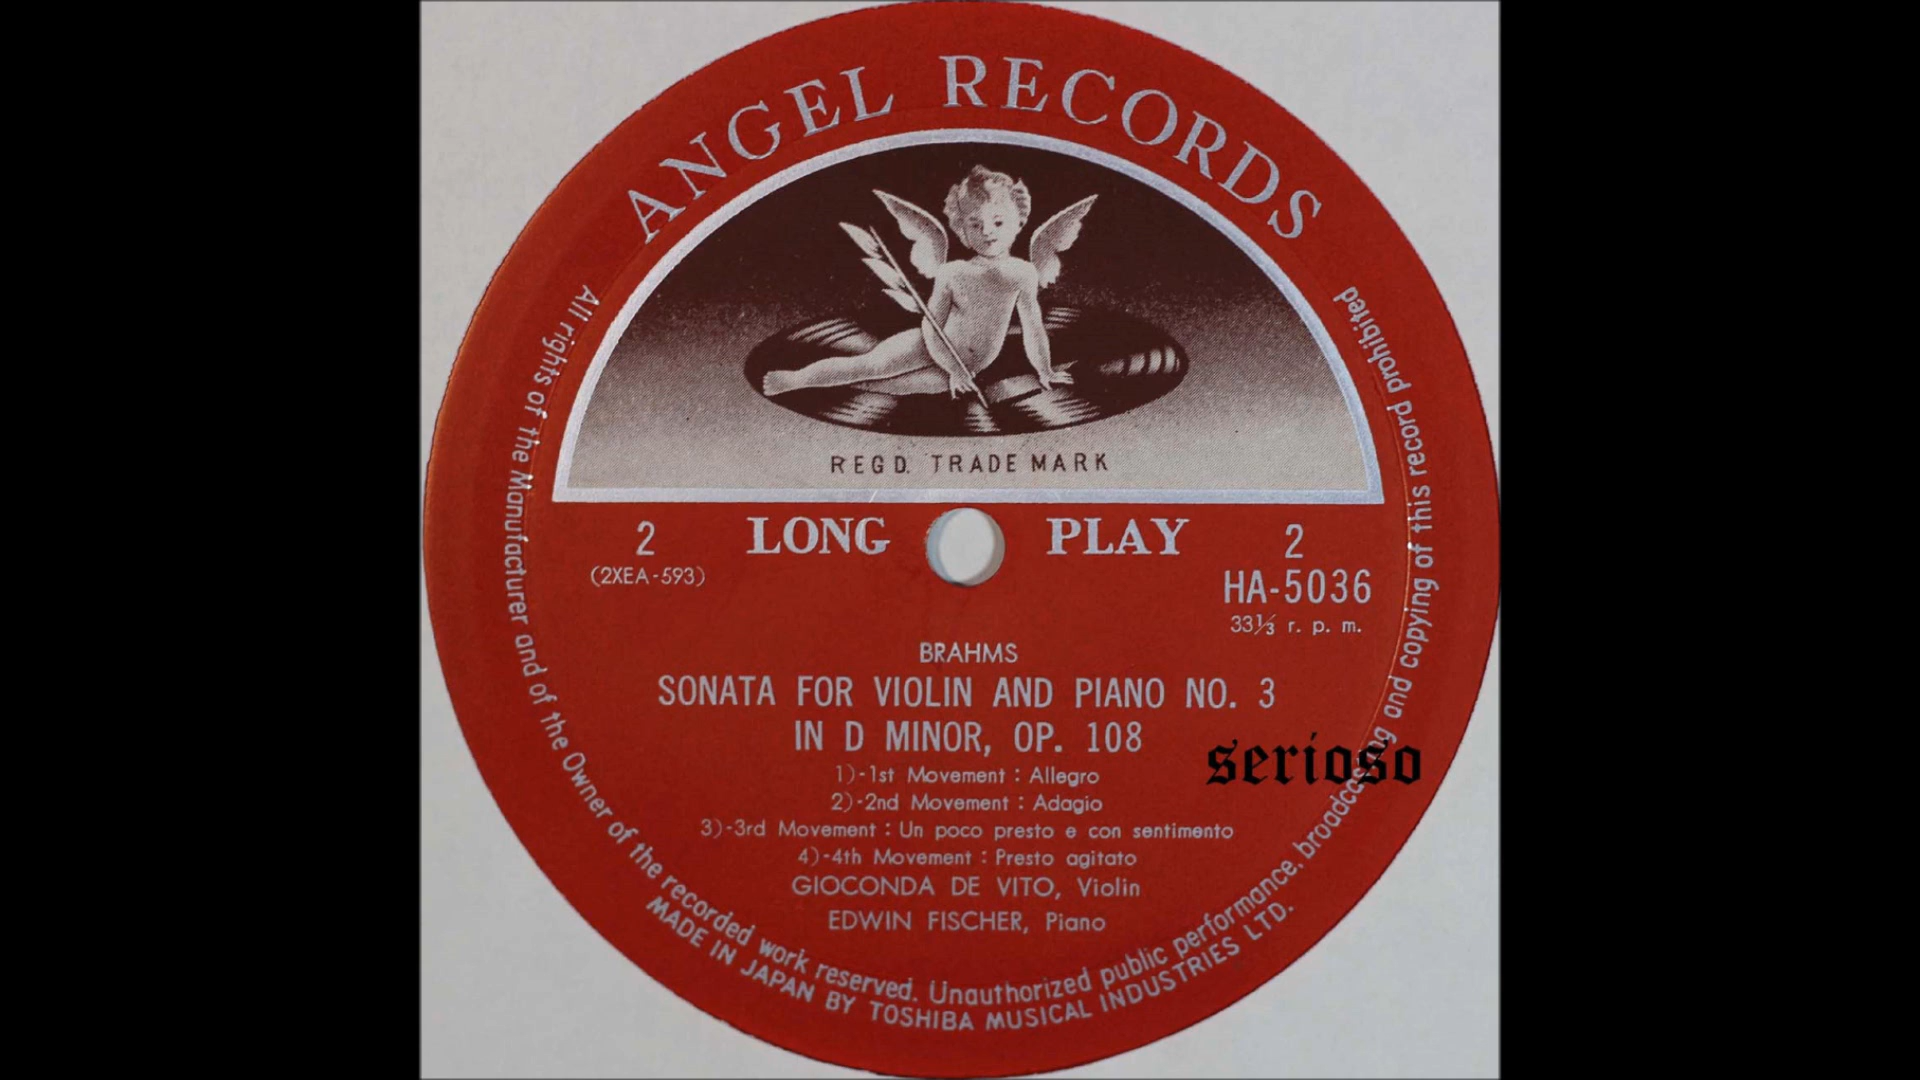 ANGEL RECORDS
REGD. TRADE MARK
2 LONG PLAY 2
(2XEA-593)
HA-5036
33⅓ r. p. m.
BRAHMS
SONATA FOR VIOLIN AND PIANO NO. 3
IN D MINOR, OP. 108
serioso
1)-1st Movement : Allegro
2)-2nd Movement : Adagio
3)-3rd Movement : Un poco presto e con sentimento
4)-4th Movement : Presto agitato
GIOCONDA DE VITO, Violin
EDWIN FISCHER, Piano
All rights of the Manufacturer and of the Owner of the recorded work reserved. Unauthorized public performance, broadcasting and copying of this record prohibited
MADE IN JAPAN BY TOSHIBA MUSICAL INDUSTRIES LTD.